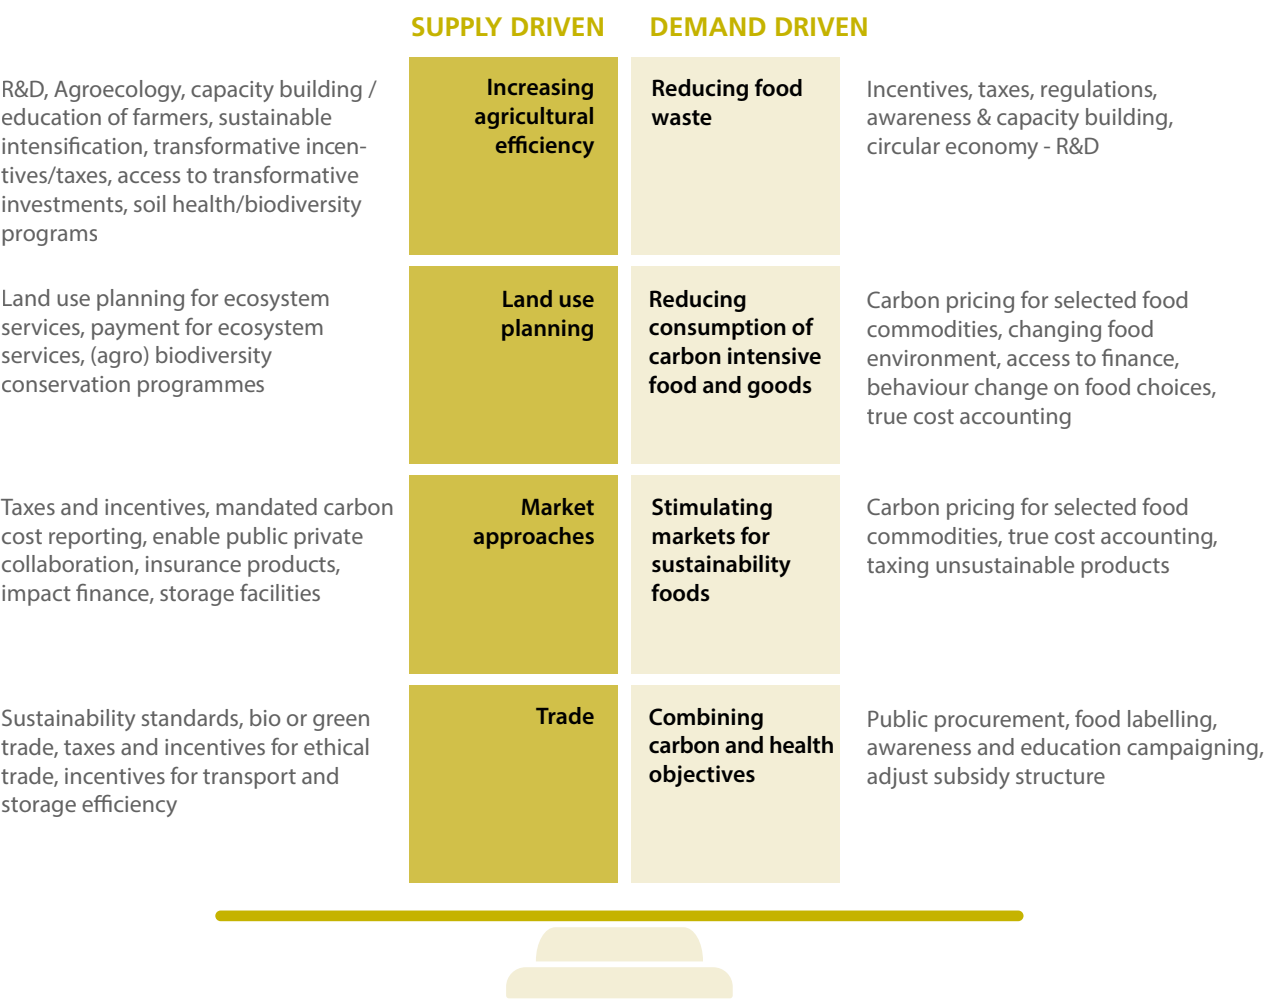 SUPPLY DRIVEN
DEMAND DRIVEN
R&D, Agroecology, capacity building /
education of farmers, sustainable
intensification, transformative incen-
tives/taxes, access to transformative
investments, soil health/biodiversity
programs
Increasing
agricultural
efficiency
Reducing food
waste
Incentives, taxes, regulations,
awareness & capacity building,
circular economy - R&D
Land use planning for ecosystem
services, payment for ecosystem
services, (agro) biodiversity
conservation programmes
Land use
planning
Reducing
consumption of
carbon intensive
food and goods
Carbon pricing for selected food
commodities, changing food
environment, access to finance,
behaviour change on food choices,
true cost accounting
Taxes and incentives, mandated carbon
cost reporting, enable public private
collaboration, insurance products,
impact finance, storage facilities
Market
approaches
Stimulating
markets for
sustainability
foods
Carbon pricing for selected food
commodities, true cost accounting,
taxing unsustainable products
Sustainability standards, bio or green
trade, taxes and incentives for ethical
trade, incentives for transport and
storage efficiency
Trade
Combining
carbon and health
objectives
Public procurement, food labelling,
awareness and education campaigning,
adjust subsidy structure